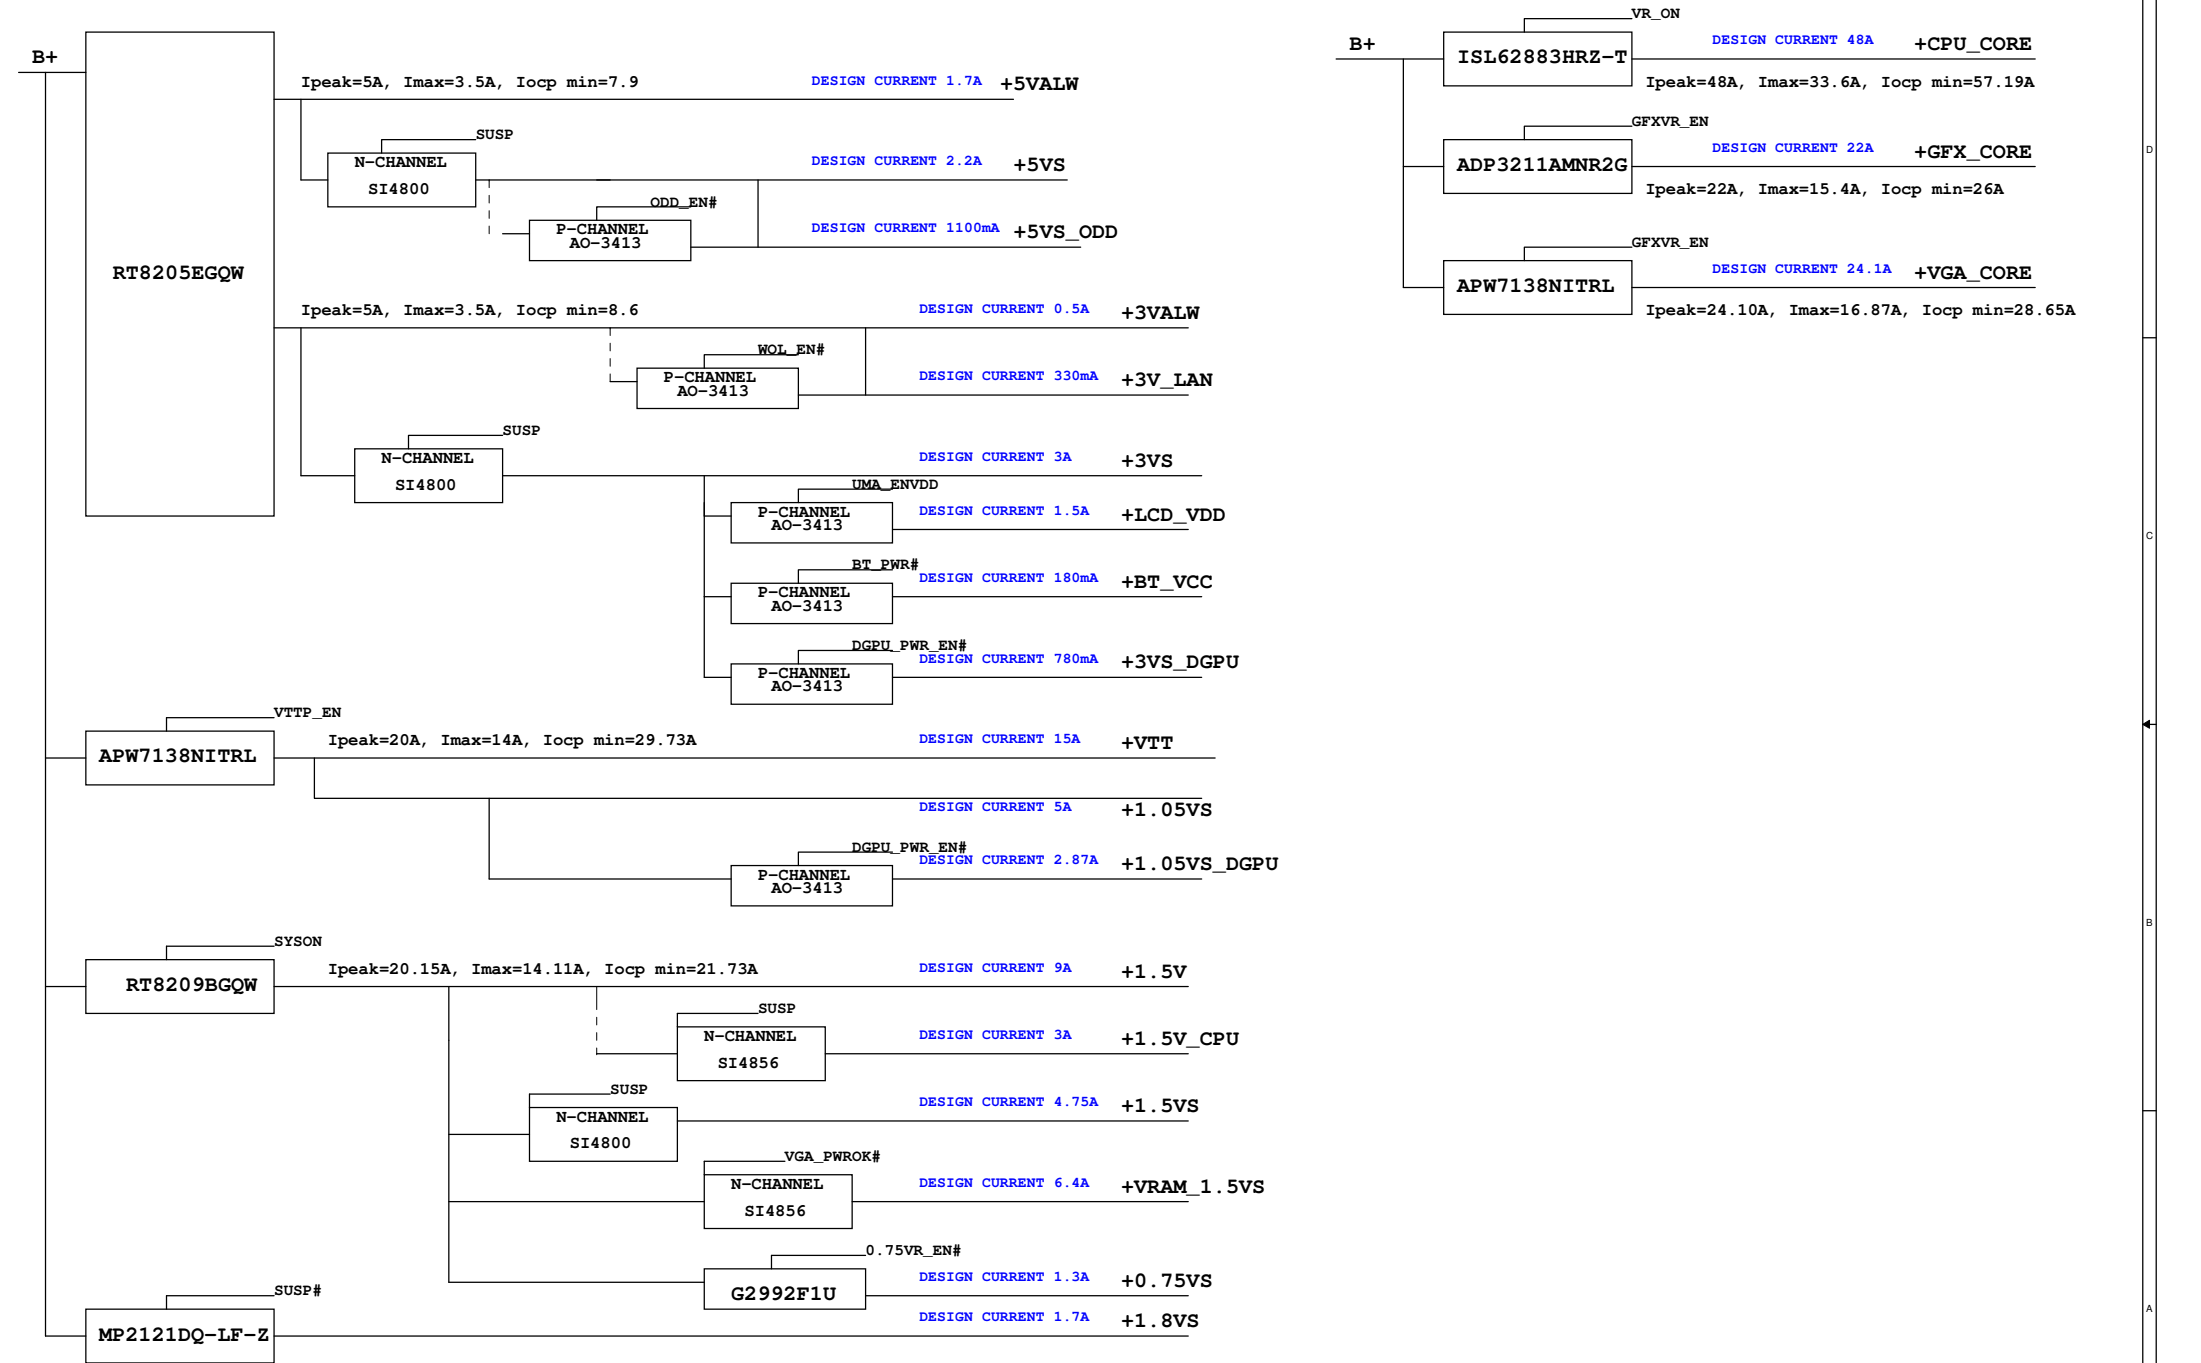 B+
RT8205EGQW
Ipeak=5A, Imax=3.5A, Iocp min=7.9
DESIGN CURRENT 1.7A
+5VALW
SUSP
N-CHANNEL
SI4800
DESIGN CURRENT 2.2A
+5VS
ODD_EN#
P-CHANNEL
AO-3413
DESIGN CURRENT 1100mA
+5VS_ODD
Ipeak=5A, Imax=3.5A, Iocp min=8.6
DESIGN CURRENT 0.5A
+3VALW
WOL_EN#
P-CHANNEL
AO-3413
DESIGN CURRENT 330mA
+3V_LAN
SUSP
N-CHANNEL
SI4800
DESIGN CURRENT 3A
+3VS
UMA_ENVDD
P-CHANNEL
AO-3413
DESIGN CURRENT 1.5A
+LCD_VDD
BT_PWR#
P-CHANNEL
AO-3413
DESIGN CURRENT 180mA
+BT_VCC
DGPU_PWR_EN#
P-CHANNEL
AO-3413
DESIGN CURRENT 780mA
+3VS_DGPU
VTTP_EN
APW7138NITRL
Ipeak=20A, Imax=14A, Iocp min=29.73A
DESIGN CURRENT 15A
+VTT
DESIGN CURRENT 5A
+1.05VS
DGPU_PWR_EN#
P-CHANNEL
AO-3413
DESIGN CURRENT 2.87A
+1.05VS_DGPU
SYSON
RT8209BGQW
Ipeak=20.15A, Imax=14.11A, Iocp min=21.73A
DESIGN CURRENT 9A
+1.5V
SUSP
N-CHANNEL
SI4856
DESIGN CURRENT 3A
+1.5V_CPU
SUSP
N-CHANNEL
SI4800
DESIGN CURRENT 4.75A
+1.5VS
VGA_PWROK#
N-CHANNEL
SI4856
DESIGN CURRENT 6.4A
+VRAM_1.5VS
0.75VR_EN#
G2992F1U
DESIGN CURRENT 1.3A
+0.75VS
SUSP#
MP2121DQ-LF-Z
DESIGN CURRENT 1.7A
+1.8VS
B+
VR_ON
ISL62883HRZ-T
DESIGN CURRENT 48A
+CPU_CORE
Ipeak=48A, Imax=33.6A, Iocp min=57.19A
GFXVR_EN
ADP3211AMNR2G
DESIGN CURRENT 22A
+GFX_CORE
Ipeak=22A, Imax=15.4A, Iocp min=26A
GFXVR_EN
APW7138NITRL
DESIGN CURRENT 24.1A
+VGA_CORE
Ipeak=24.10A, Imax=16.87A, Iocp min=28.65A
D
C
B
A